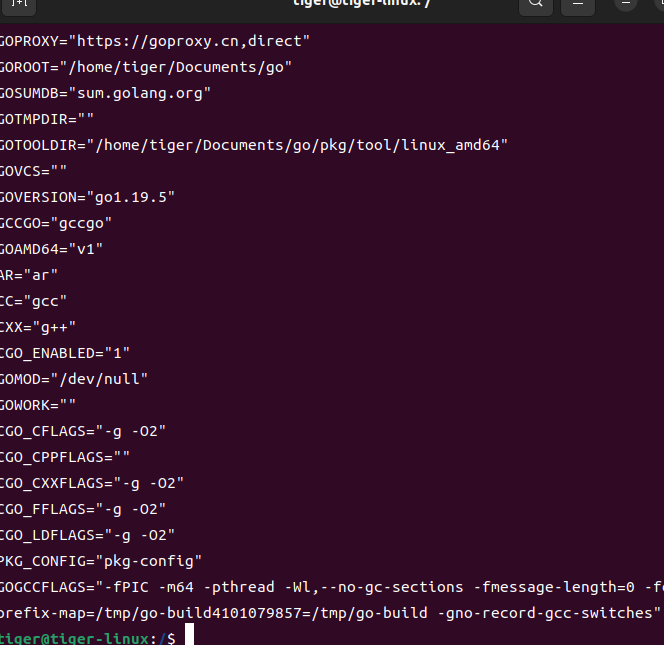 tiger@tiger-linux: /
GOPROXY="https://goproxy.cn,direct"
GOROOT="/home/tiger/Documents/go"
GOSUMDB="sum.golang.org"
GOTMPDIR=""
GOTOOLDIR="/home/tiger/Documents/go/pkg/tool/linux_amd64"
GOVCS=""
GOVERSION="go1.19.5"
GCCGO="gccgo"
GOAMD64="v1"
AR="ar"
CC="gcc"
CXX="g++"
CGO_ENABLED="1"
GOMOD="/dev/null"
GOWORK=""
CGO_CFLAGS="-g -O2"
CGO_CPPFLAGS=""
CGO_CXXFLAGS="-g -O2"
CGO_FFLAGS="-g -O2"
CGO_LDFLAGS="-g -O2"
PKG_CONFIG="pkg-config"
GOGCCFLAGS="-fPIC -m64 -pthread -Wl,--no-gc-sections -fmessage-length=0
prefix-map=/tmp/go-build4101079857=/tmp/go-build -gno-record-gcc-switches"
tiger@tiger-linux:/$